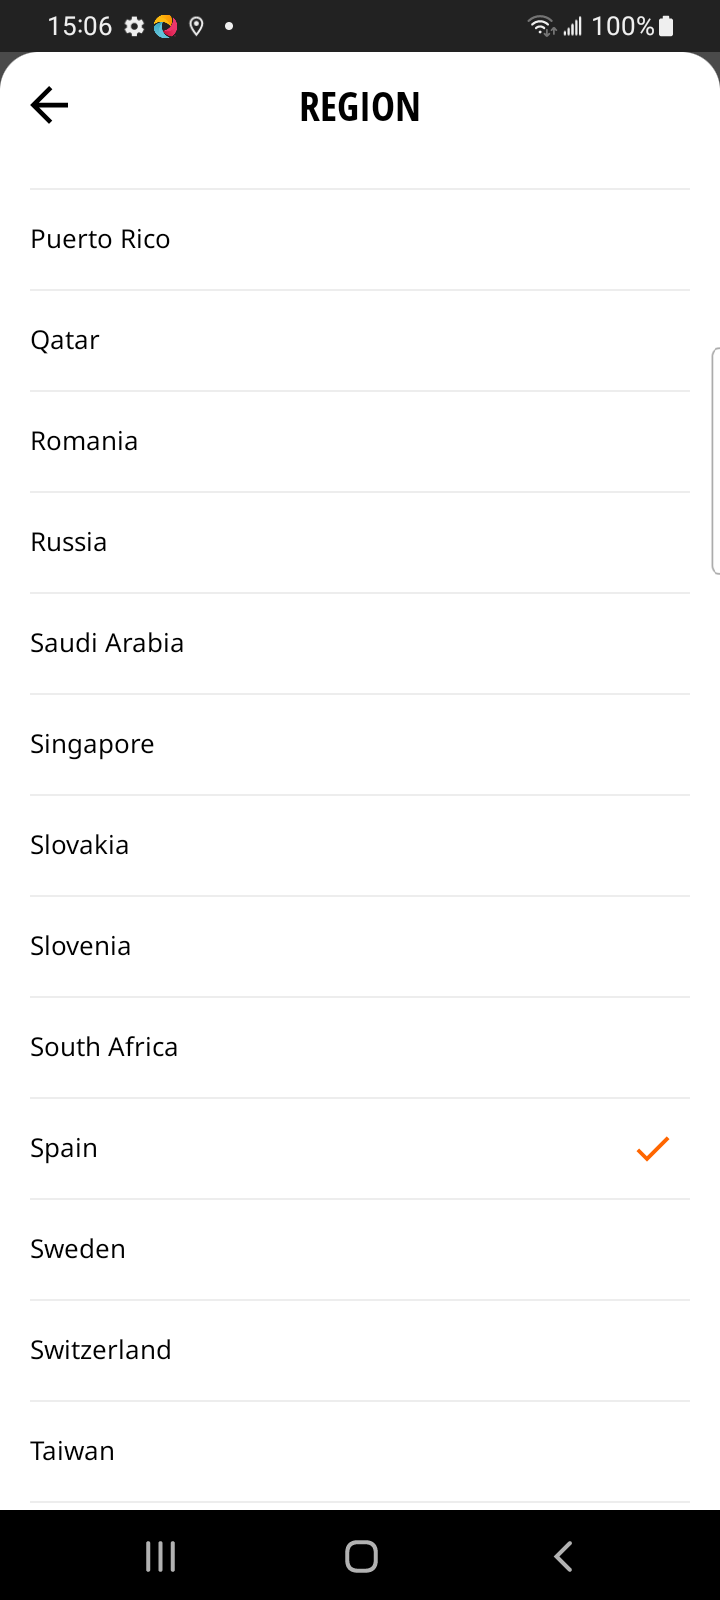 15:06
100%
REGION
Puerto Rico
Qatar
Romania
Russia
Saudi Arabia
Singapore
Slovakia
Slovenia
South Africa
Spain
Sweden
Switzerland
Taiwan